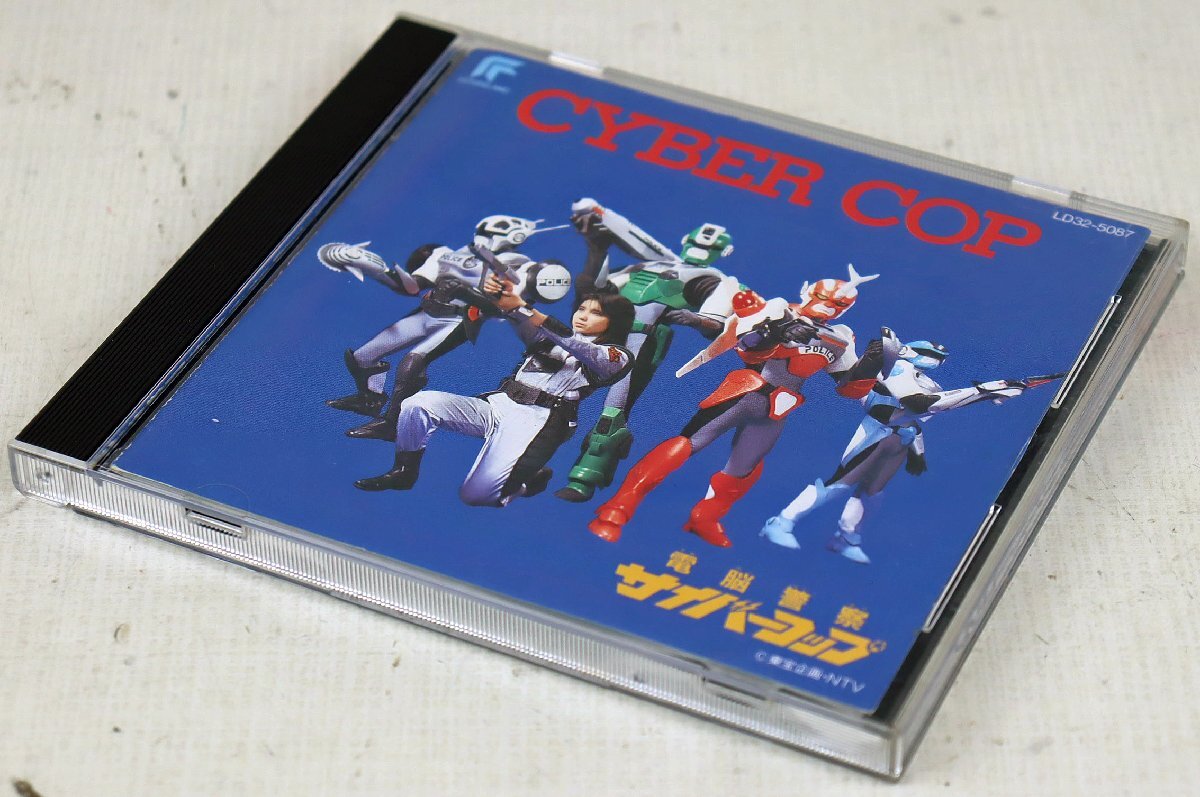 CYBER COP
LD32-5087
POLICE
POLICE
POLICE
電脳警察
サイバーコップ
©東宝企画・NTV